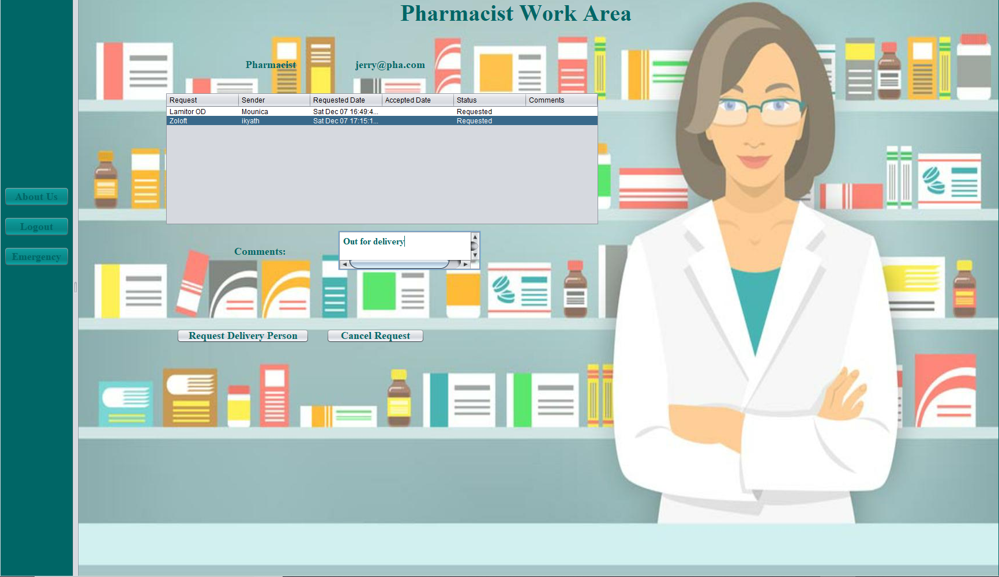 Pharmacist Work Area
Pharmacist jerry@pha.com
Request Sender Requested Date Accepted Date Status Comments
Lamitor OD Mounica Sat Dec 07 16:49:4... Requested
Zoloft ikyath Sat Dec 07 17:15:1... Requested
About Us
Logout
Emergency
Comments: Out for delivery
Request Delivery Person Cancel Request